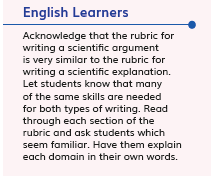 English Learners
Acknowledge that the rubric for
writing a scientific argument
is very similar to the rubric for
writing a scientific explanation.
Let students know that many
of the same skills are needed
for both types of writing. Read
through each section of the
rubric and ask students which
seem familiar. Have them explain
each domain in their own words.